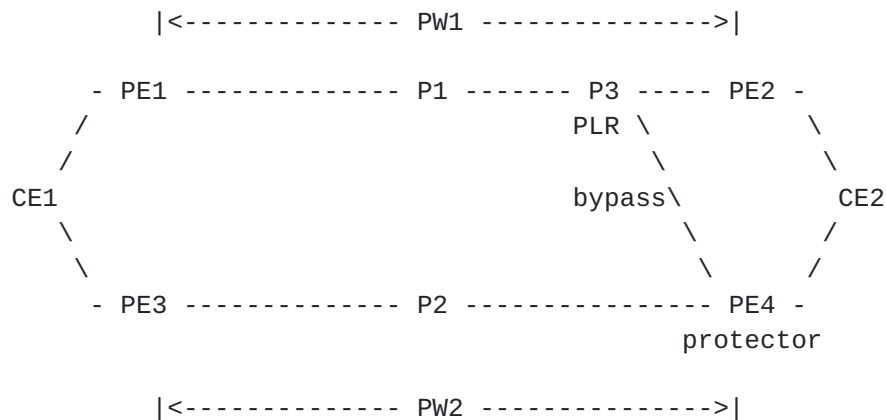 |<------------- PW1 --------------->|
- PE1 -------------- P1 ------- P3 ----- PE2 -
/ PLR \ \
/ \ \
CE1 bypass\ CE2
\ \ /
\ \ /
- PE3 -------------- P2 --------------- PE4 -
protector
|<------------- PW2 --------------->|